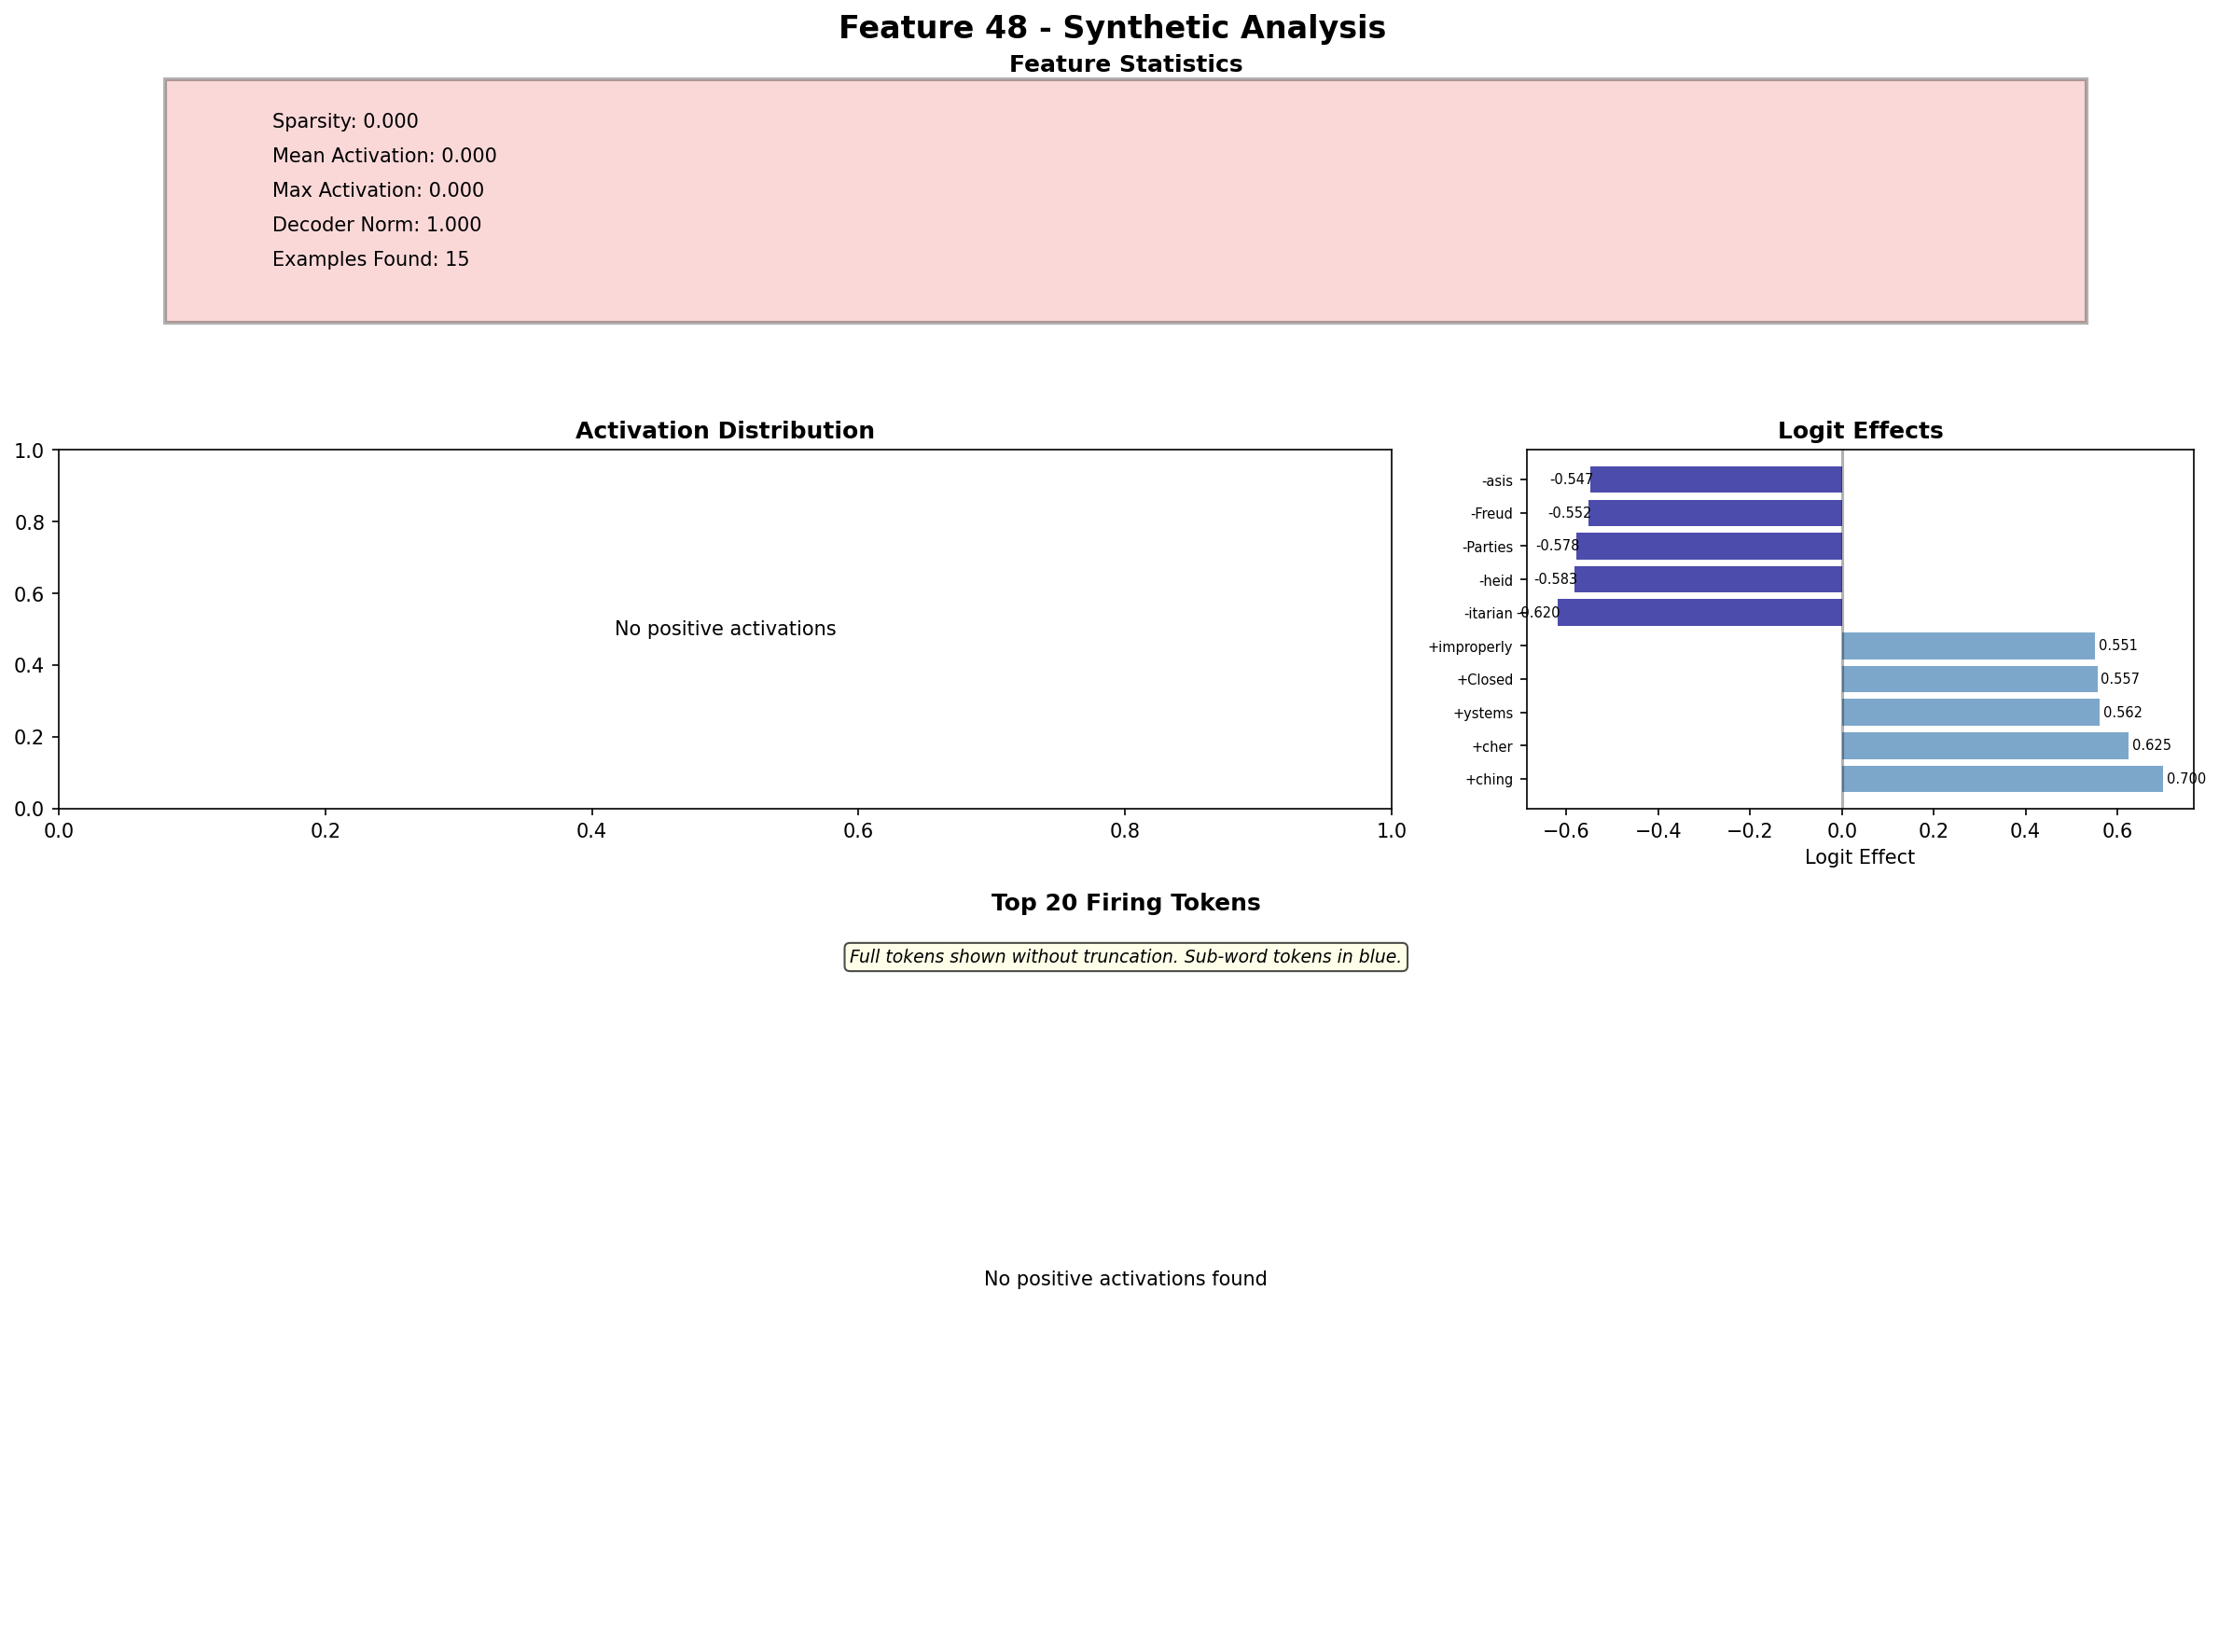 Feature 48 - Synthetic Analysis
Feature Statistics
Sparsity: 0.000
Mean Activation: 0.000
Max Activation: 0.000
Decoder Norm: 1.000
Examples Found: 15
Activation Distribution
1.0
0.8
0.6
0.4
0.2
0.0
No positive activations
0.0 0.2 0.4 0.6 0.8 1.0
Logit Effects
-asis -0.547
-Freud -0.552
-Parties -0.578
-heid -0.583
-itarian -0.620
+improperly 0.551
+Closed 0.557
+ystems 0.562
+cher 0.625
+ching 0.700
−0.6 −0.4 −0.2 0.0 0.2 0.4 0.6
Logit Effect
Top 20 Firing Tokens
Full tokens shown without truncation. Sub-word tokens in blue.
No positive activations found